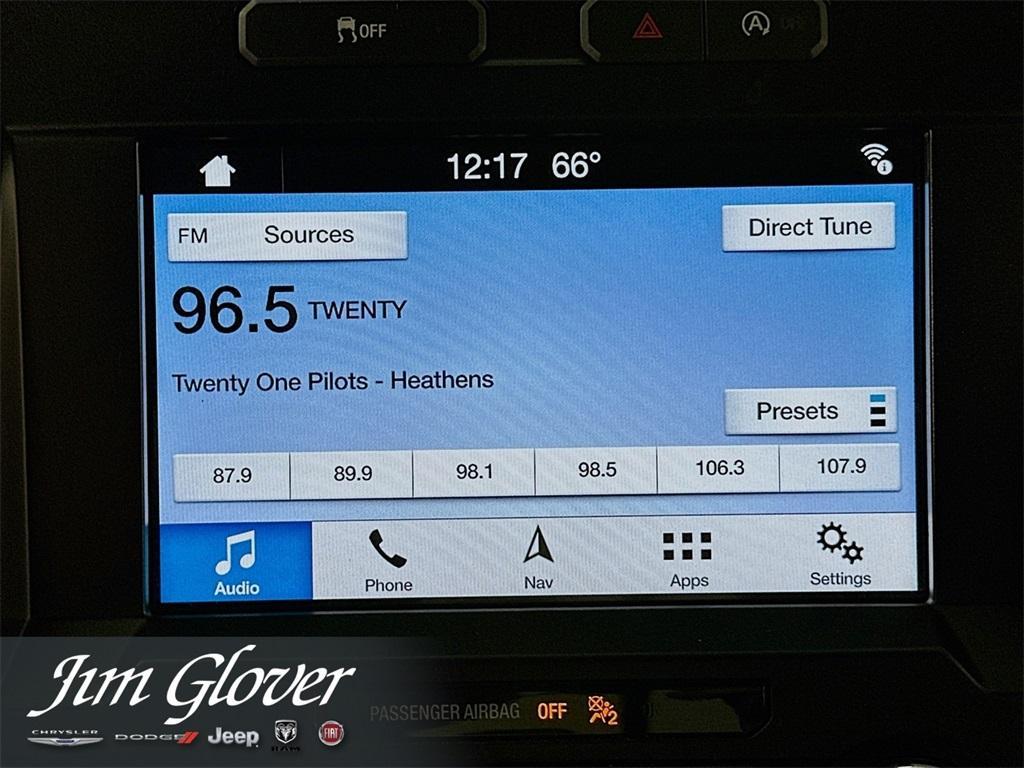 OFF
A OFF
12:17 66°
FM Sources
Direct Tune
96.5 TWENTY
Twenty One Pilots - Heathens
Presets
87.9 89.9 98.1 98.5 106.3 107.9
Audio Phone Nav Apps Settings
Jim Glover
PASSENGER AIRBAG OFF 2
CHRYSLER DODGE Jeep RAM FIAT